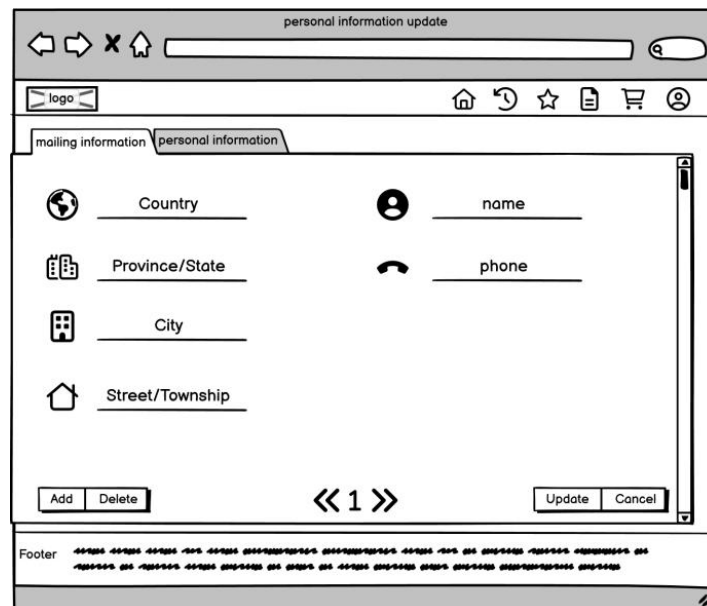 personal information update
logo
mailing information personal information
Country name
Province/State phone
City
Street/Township
Add Delete 1 Update Cancel
Footer